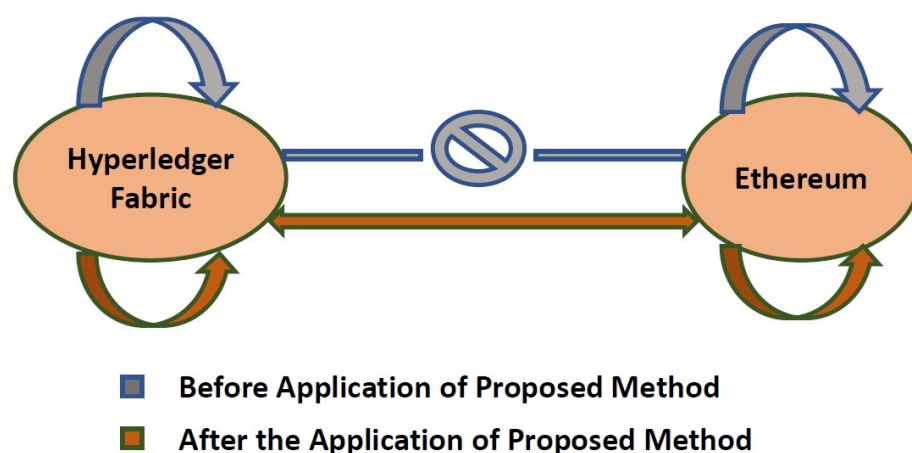 Hyperledger
Fabric
Ethereum
Before Application of Proposed Method
After the Application of Proposed Method